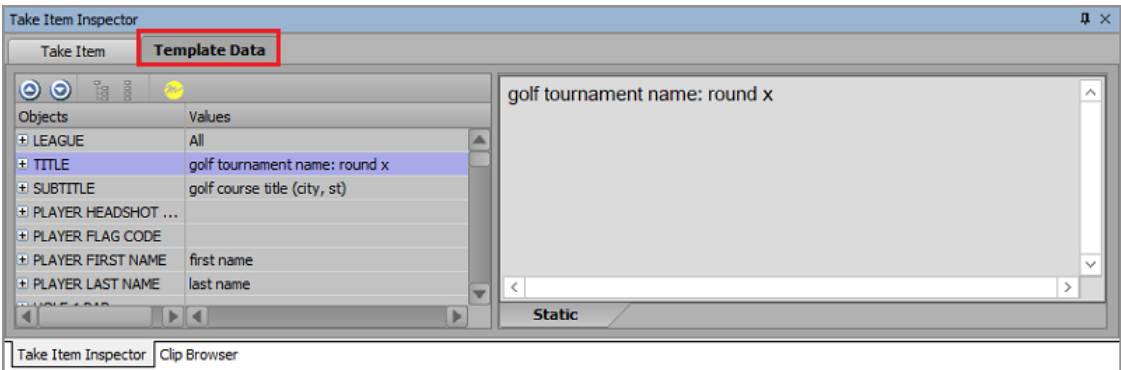 Take Item Inspector
Take Item Template Data
golf tournament name: round x
Objects Values
LEAGUE All
TITLE golf tournament name: round x
SUBTITLE golf course title (city, st)
PLAYER HEADSHOT ...
PLAYER FLAG CODE
PLAYER FIRST NAME first name
PLAYER LAST NAME last name
Static
Take Item Inspector Clip Browser